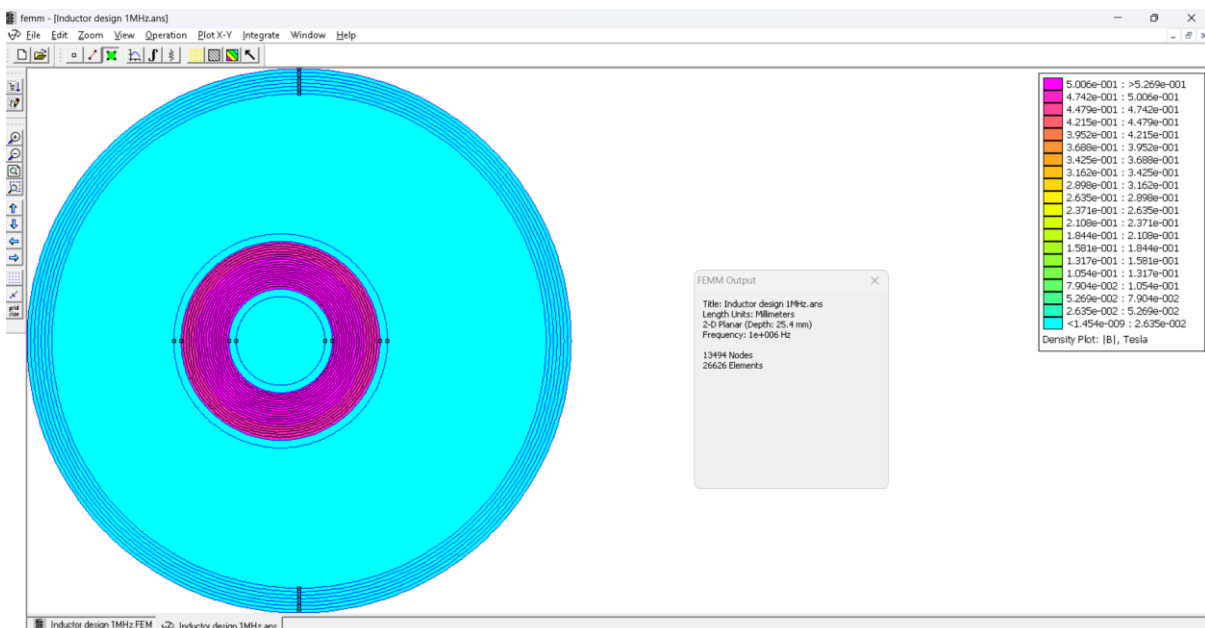 femm - [Inductor design 1MHz.ans]
File Edit Zoom View Operation Plot X-Y Integrate Window Help
5.006e-001 : >5.269e-001
4.742e-001 : 5.006e-001
4.479e-001 : 4.742e-001
4.215e-001 : 4.479e-001
3.952e-001 : 4.215e-001
3.688e-001 : 3.952e-001
3.425e-001 : 3.688e-001
3.162e-001 : 3.425e-001
2.898e-001 : 3.162e-001
2.635e-001 : 2.898e-001
2.371e-001 : 2.635e-001
2.108e-001 : 2.371e-001
1.844e-001 : 2.108e-001
1.581e-001 : 1.844e-001
1.317e-001 : 1.581e-001
1.054e-001 : 1.317e-001
7.904e-002 : 1.054e-001
5.269e-002 : 7.904e-002
2.635e-002 : 5.269e-002
<1.454e-009 : 2.635e-002
Density Plot: |B|, Tesla
FEMM Output
Title: Inductor design 1MHz.ans
Length Units: Millimeters
2-D Planar (Depth: 25.4 mm)
Frequency: 1e+006 Hz
13494 Nodes
26626 Elements
Inductor design 1MHz.FEM
Inductor design 1MHz.ans